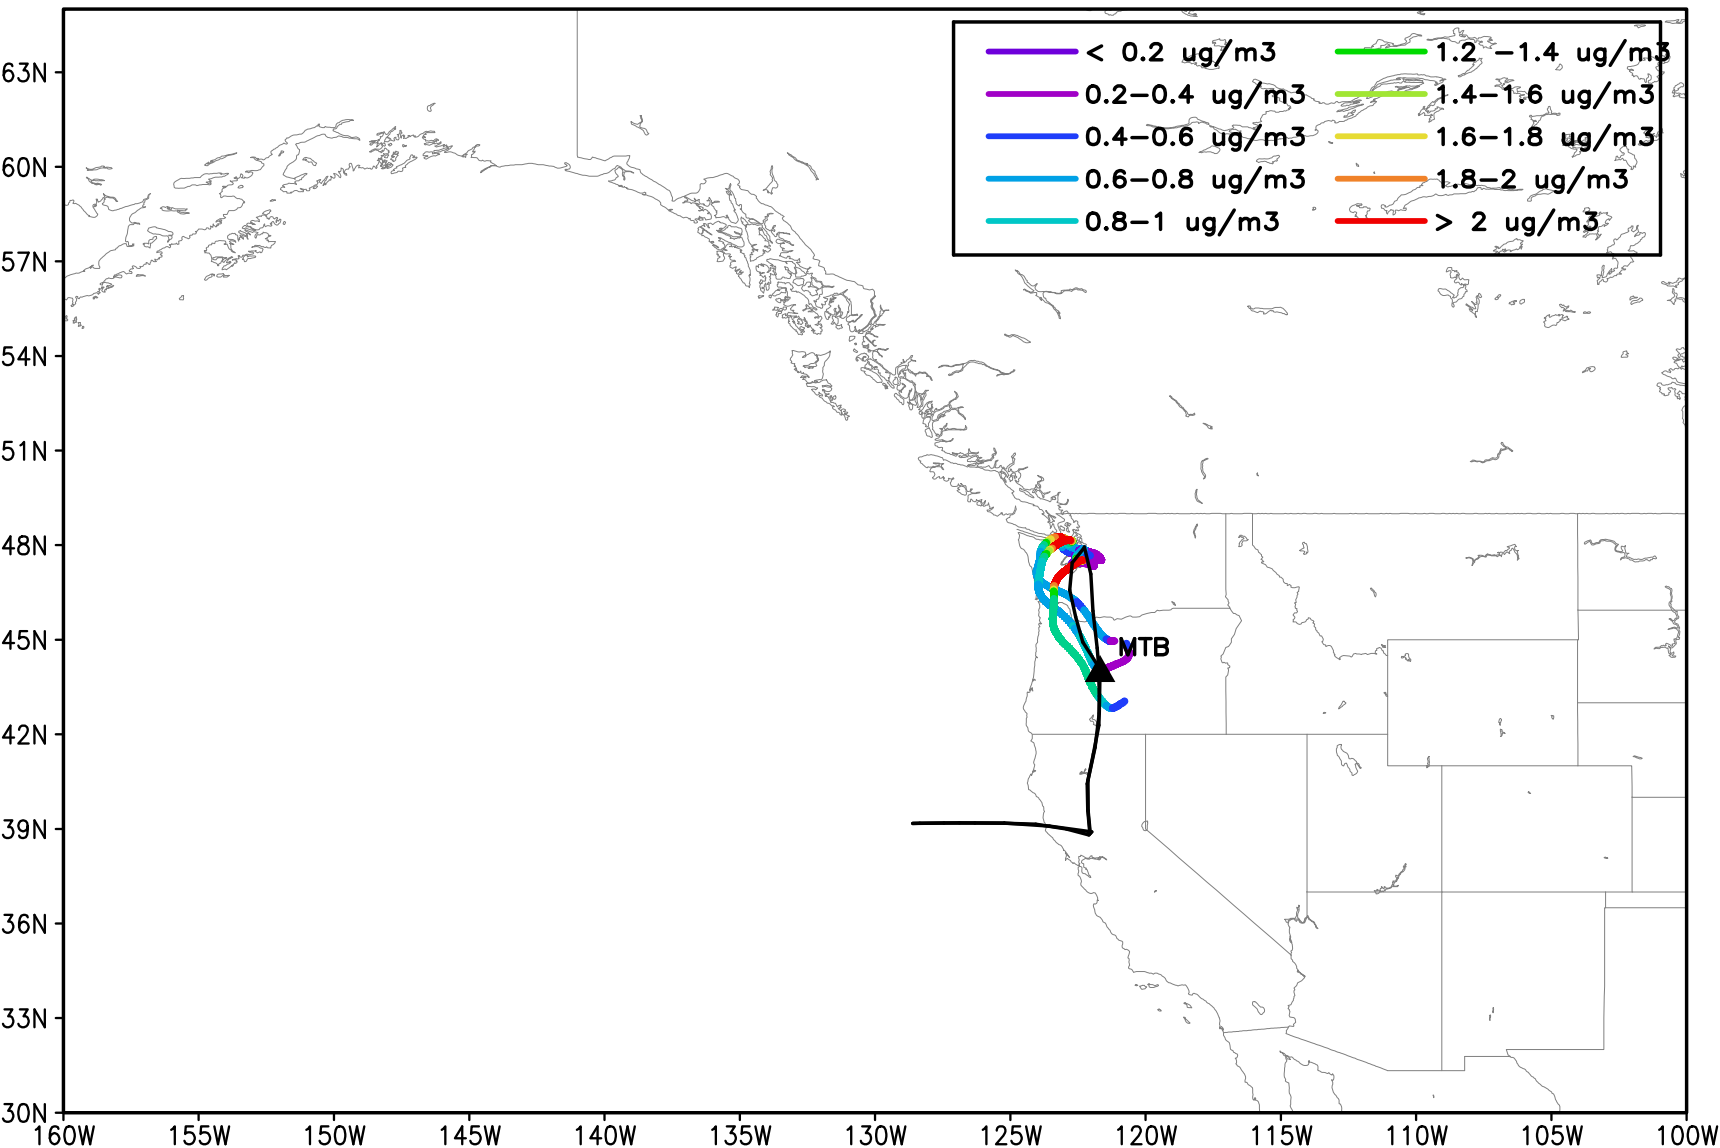 < 0.2 ug/m3
0.2-0.4 ug/m3
0.4-0.6 ug/m3
0.6-0.8 ug/m3
0.8-1 ug/m3
1.2 -1.4 ug/m3
1.4-1.6 ug/m3
1.6-1.8 ug/m3
1.8-2 ug/m3
> 2 ug/m3
63N
60N
57N
54N
51N
48N
45N
42N
39N
36N
33N
30N
MTB
160W 155W 150W 145W 140W 135W 130W 125W 120W 115W 110W 105W 100W